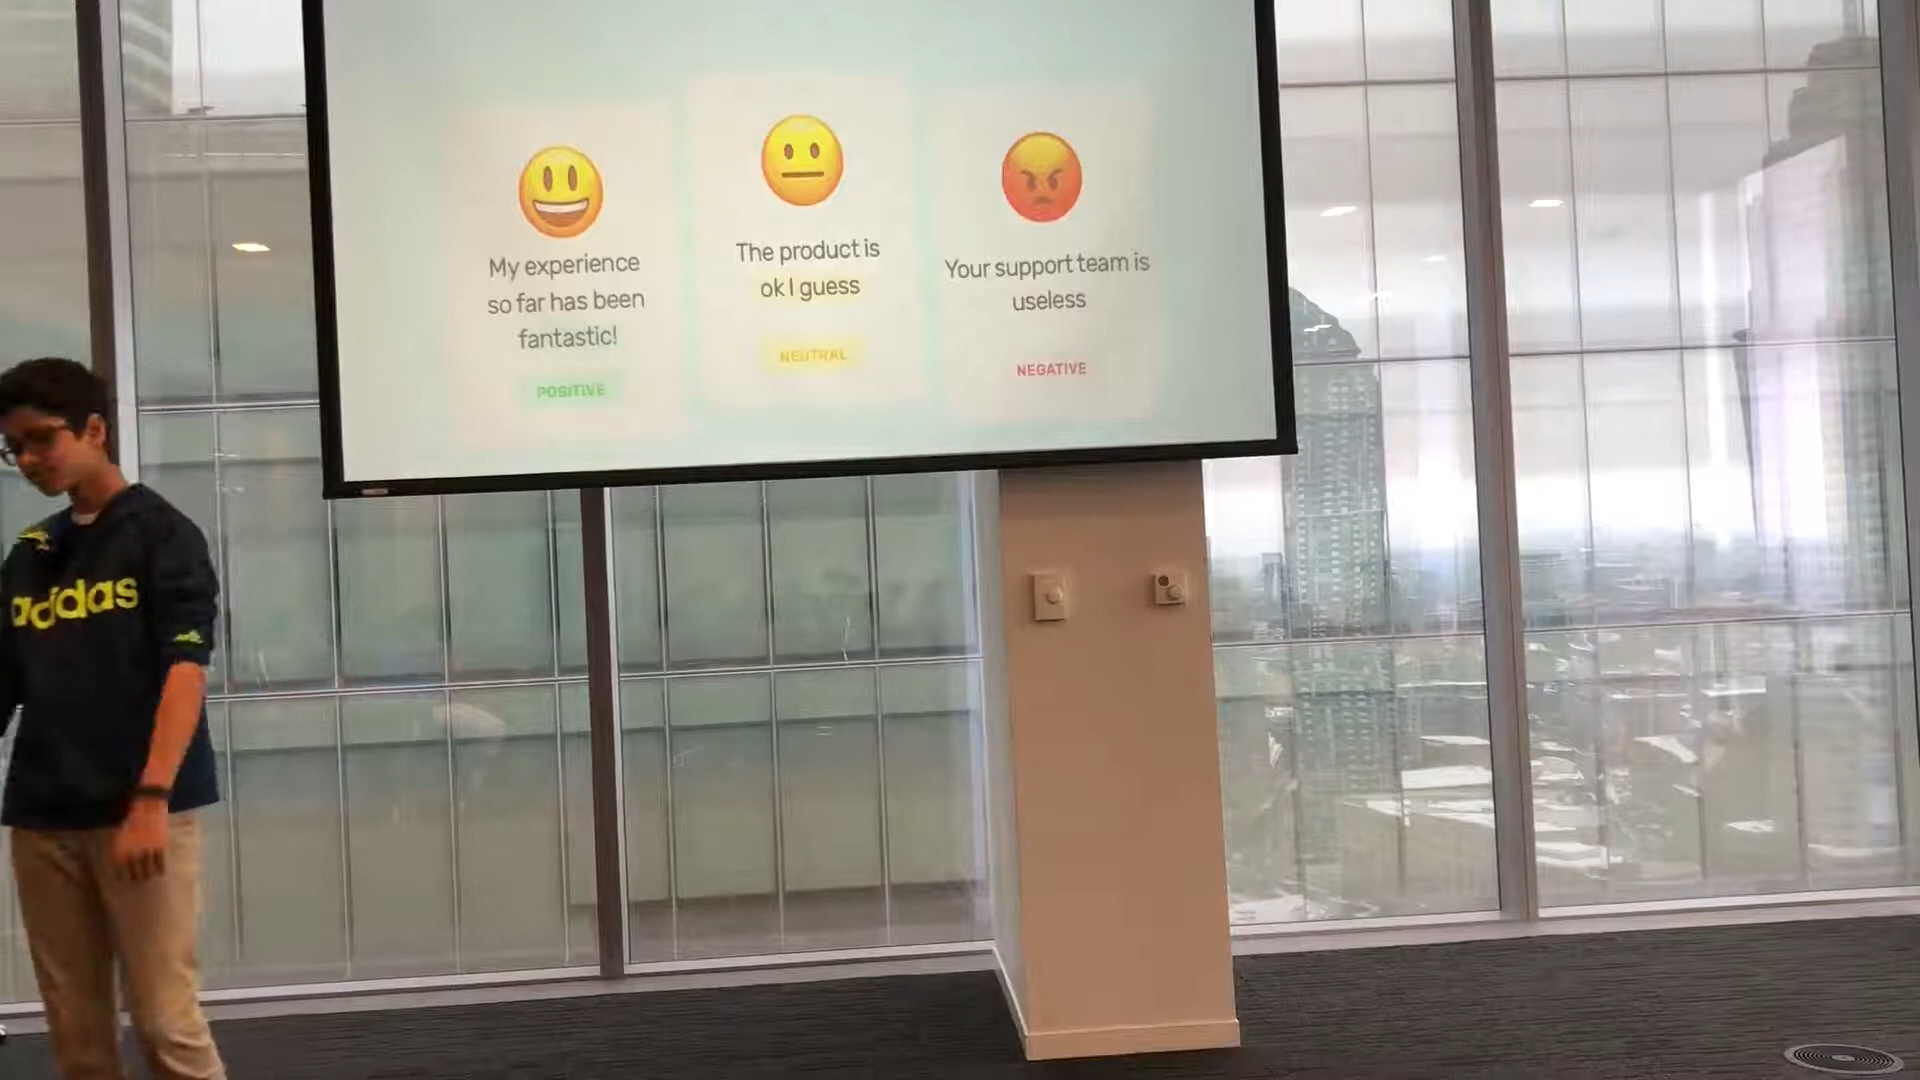 My experience
so far has been
fantastic!
POSITIVE
The product is
ok I guess
NEUTRAL
Your support team is
useless
NEGATIVE
adidas